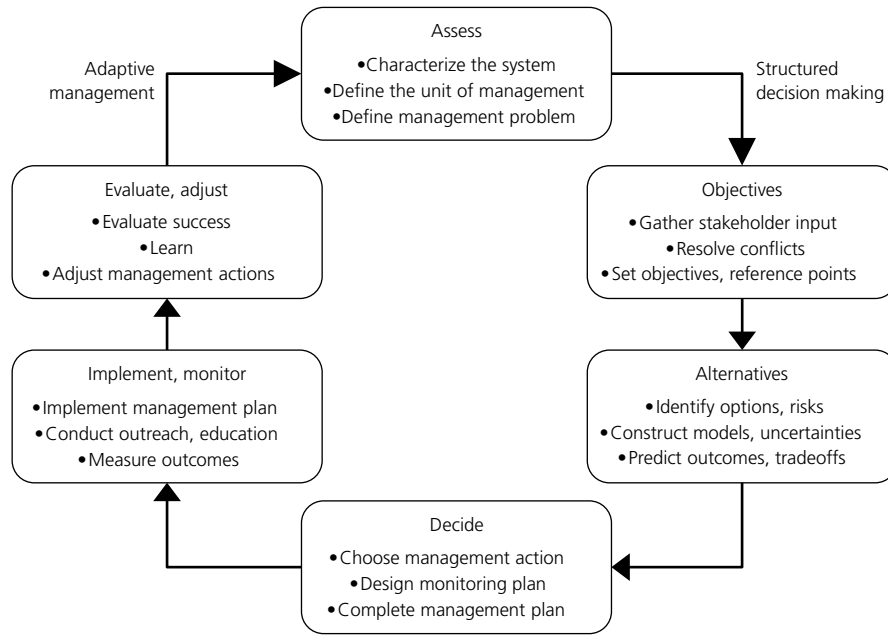 Assess
•Characterize the system
•Define the unit of management
•Define management problem
Adaptive
management
Structured
decision making
Evaluate, adjust
•Evaluate success
•Learn
•Adjust management actions
Objectives
•Gather stakeholder input
•Resolve conflicts
•Set objectives, reference points
Implement, monitor
•Implement management plan
•Conduct outreach, education
•Measure outcomes
Alternatives
•Identify options, risks
•Construct models, uncertainties
•Predict outcomes, tradeoffs
Decide
•Choose management action
•Design monitoring plan
•Complete management plan